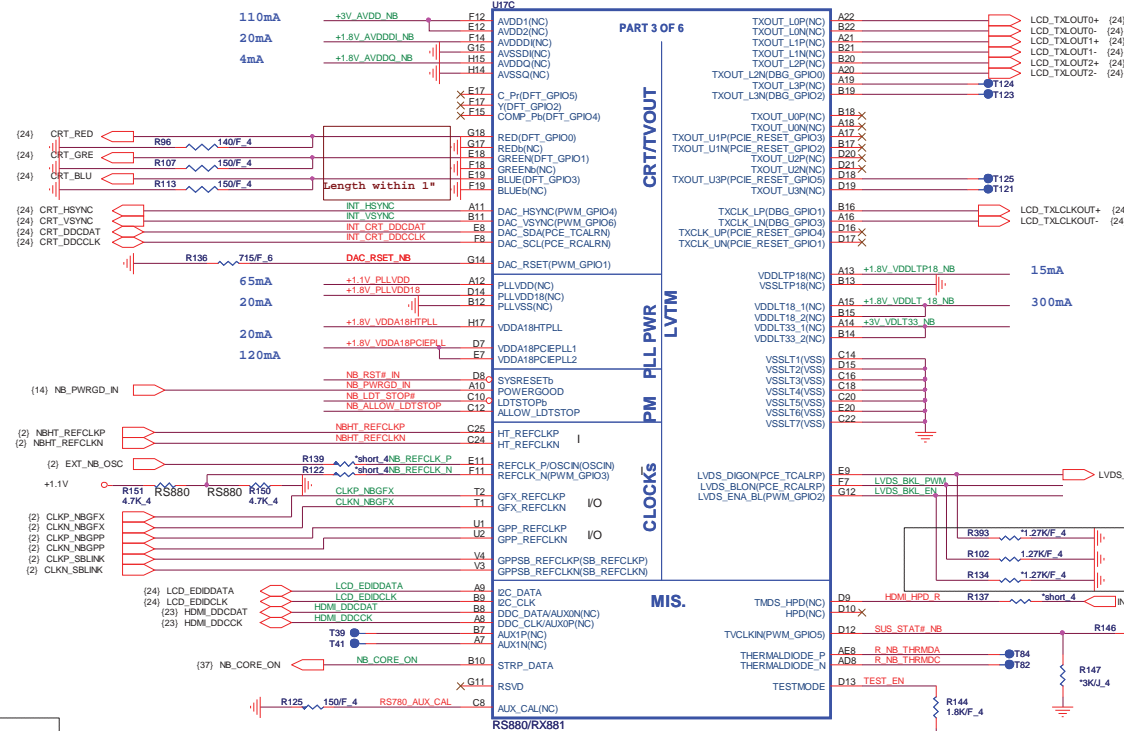 U17C
PART 3 OF 6
CRT/TVOUT
LVTM
PLL PWR
PM
CLOCKs
MIS.
110mA
+3V_AVDD_NB
F12 AVDD1(NC)
E12 AVDD2(NC)
20mA
+1.8V_AVDDDI_NB
F14 AVDDDI(NC)
G15 AVSSDI(NC)
4mA
+1.8V_AVDDQ_NB
H15 AVDDQ(NC)
H14 AVSSQ(NC)
E17 C_Pr(DFT_GPIO5)
F17 Y(DFT_GPIO2)
F15 COMP_Pb(DFT_GPIO4)
{24} CRT_RED
G18 RED(DFT_GPIO0)
R96 140/F_4
G17 REDb(NC)
{24} CRT_GRE
E18 GREEN(DFT_GPIO1)
R107 150/F_4
F18 GREENb(NC)
{24} CRT_BLU
E19 BLUE(DFT_GPIO3)
R113 150/F_4
Length within 1"
F19 BLUEb(NC)
{24} CRT_HSYNC INT_HSYNC A11 DAC_HSYNC(PWM_GPIO4)
{24} CRT_VSYNC INT_VSYNC B11 DAC_VSYNC(PWM_GPIO6)
{24} CRT_DDCDAT INT_CRT_DDCDAT E8 DAC_SDA(PCE_TCALRN)
{24} CRT_DDCCLK INT_CRT_DDCCLK F8 DAC_SCL(PCE_RCALRN)
R136 715/F_6 DAC_RSET_NB G14 DAC_RSET(PWM_GPIO1)
65mA +1.1V_PLLVDD A12 PLLVDD(NC)
20mA +1.8V_PLLVDD18 D14 PLLVDD18(NC)
B12 PLLVSS(NC)
20mA +1.8V_VDDA18HTPLL H17 VDDA18HTPLL
120mA +1.8V_VDDA18PCIEPLL D7 VDDA18PCIEPLL1
E7 VDDA18PCIEPLL2
NB_RST#_IN D8 SYSRESETb
{14} NB_PWRGD_IN NB_PWRGD_IN A10 POWERGOOD
NB_LDT_STOP# C10 LDTSTOPb
NB_ALLOW_LDTSTOP C12 ALLOW_LDTSTOP
{2} NBHT_REFCLKP NBHT_REFCLKP C25 HT_REFCLKP I
{2} NBHT_REFCLKN NBHT_REFCLKN C24 HT_REFCLKN
{2} EXT_NB_OSC R139 *short_4 NB_REFCLK_P E11 REFCLK_P/OSCIN(OSCIN)
R122 *short_4 NB_REFCLK_N F11 REFCLK_N(PWM_GPIO3)
+1.1V R151 4.7K_4 RS880 RS880 R150 4.7K_4
CLKP_NBGFX T2 GFX_REFCLKP
CLKN_NBGFX T1 GFX_REFCLKN
I/O
{2} CLKP_NBGFX
{2} CLKN_NBGFX
{2} CLKP_NBGPP U1 GPP_REFCLKP
{2} CLKN_NBGPP U2 GPP_REFCLKN
I/O
{2} CLKP_SBLINK V4 GPPSB_REFCLKP(SB_REFCLKP)
{2} CLKN_SBLINK V3 GPPSB_REFCLKN(SB_REFCLKN)
{24} LCD_EDIDDATA LCD_EDIDDATA A9 I2C_DATA
{24} LCD_EDIDCLK LCD_EDIDCLK B9 I2C_CLK
{23} HDMI_DDCDAT HDMI_DDCDAT B8 DDC_DATA/AUX0N(NC)
{23} HDMI_DDCCK HDMI_DDCCK A8 DDC_CLK/AUX0P(NC)
T39 B7 AUX1P(NC)
T41 A7 AUX1N(NC)
{37} NB_CORE_ON NB_CORE_ON B10 STRP_DATA
G11 RSVD
R125 150/F_4 RS780_AUX_CAL C8 AUX_CAL(NC)
RS880/RX881
TXOUT_L0P(NC) A22 LCD_TXLOUT0+ {24}
TXOUT_L0N(NC) B22 LCD_TXLOUT0- {24}
TXOUT_L1P(NC) A21 LCD_TXLOUT1+ {24}
TXOUT_L1N(NC) B21 LCD_TXLOUT1- {24}
TXOUT_L2P(NC) B20 LCD_TXLOUT2+ {24}
TXOUT_L2N(DBG_GPIO0) A20 LCD_TXLOUT2- {24}
TXOUT_L3P(NC) A19 T124
TXOUT_L3N(DBG_GPIO2) B19 T123
TXOUT_U0P(NC) B18
TXOUT_U0N(NC) A18
TXOUT_U1P(PCIE_RESET_GPIO3) A17
TXOUT_U1N(PCIE_RESET_GPIO2) B17
TXOUT_U2P(NC) D20
TXOUT_U2N(NC) D21
TXOUT_U3P(PCIE_RESET_GPIO5) D18 T125
TXOUT_U3N(NC) D19 T121
TXCLK_LP(DBG_GPIO1) B16 LCD_TXLCLKOUT+ {24
TXCLK_LN(DBG_GPIO3) A16 LCD_TXLCLKOUT- {24
TXCLK_UP(PCIE_RESET_GPIO4) D16
TXCLK_UN(PCIE_RESET_GPIO1) D17
VDDLTP18(NC) A13 +1.8V_VDDLTP18_NB 15mA
VSSLTP18(NC) B13
VDDLT18_1(NC) A15 +1.8V_VDDLT_18_NB 300mA
VDDLT18_2(NC) B15
VDDLT33_1(NC) A14 +3V_VDLT33_NB
VDDLT33_2(NC) B14
VSSLT1(VSS) C14
VSSLT2(VSS) D15
VSSLT3(VSS) C16
VSSLT4(VSS) C18
VSSLT5(VSS) C20
VSSLT6(VSS) E20
VSSLT7(VSS) C22
LVDS_DIGON(PCE_TCALRP) E9 LVDS_
LVDS_BLON(PCE_RCALRP) F7 LVDS_BKL_PWM
LVDS_ENA_BL(PWM_GPIO2) G12 LVDS_BKL_EN
R393 *1.27K/F_4
R102 1.27K/F_4
R134 *1.27K/F_4
TMDS_HPD(NC) D9 HDMI_HPD_R R137 *short_4 IN
HPD(NC) D10
TVCLKIN(PWM_GPIO5) D12 SUS_STAT#_NB R146
R147
*3K/J_4
THERMALDIODE_P AE8 R_NB_THRMDA T84
THERMALDIODE_N AD8 R_NB_THRMDC T82
TESTMODE D13 TEST_EN
R144
1.8K/F_4